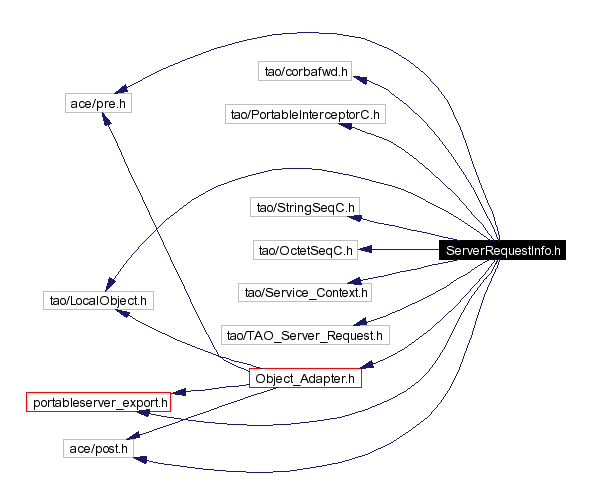 tao/corbafwd.h
ace/pre.h
tao/PortableInterceptorC.h
tao/StringSeqC.h
tao/OctetSeqC.h
ServerRequestInfo.h
tao/Service_Context.h
tao/LocalObject.h
tao/TAO_Server_Request.h
Object_Adapter.h
portableserver_export.h
ace/post.h